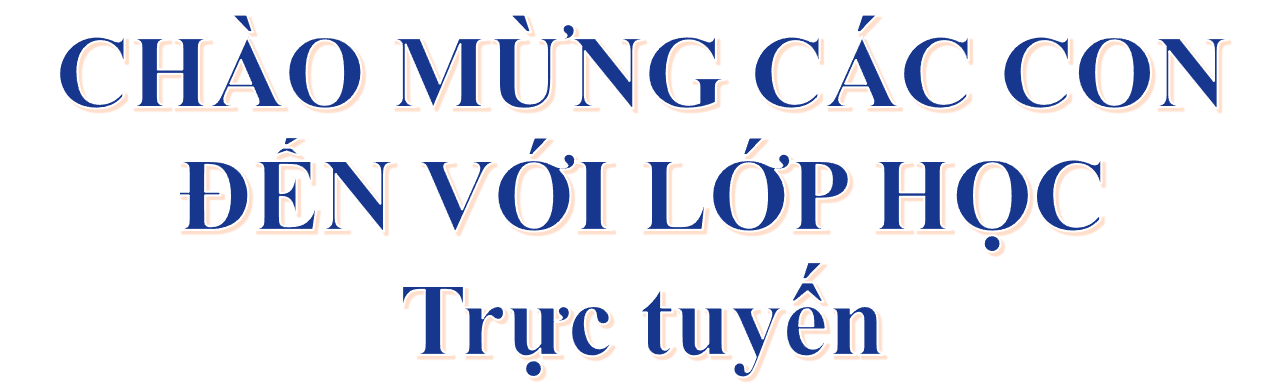 CHÀO MỪNG CÁC CON
ĐẾN VỚI LỚP HỌC
Trực tuyến